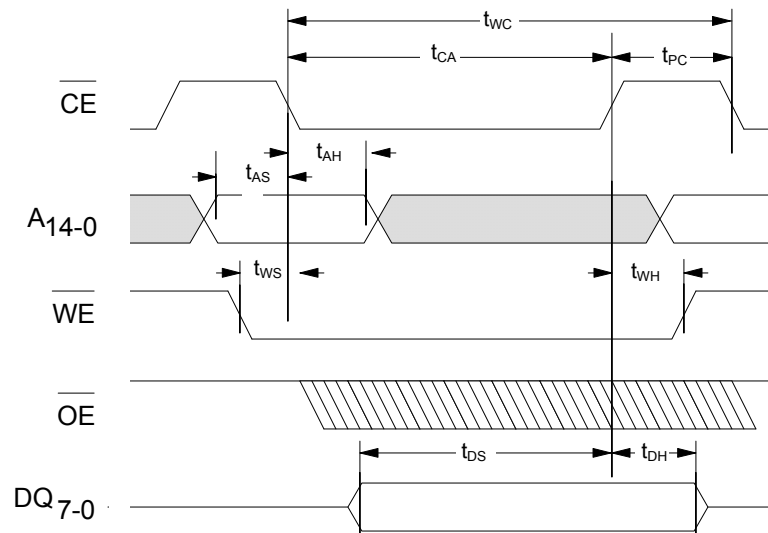 tWC
tCA
tPC
CE
tAH
tAS
A14-0
tWS
tWH
WE
OE
tDS
tDH
DQ7-0